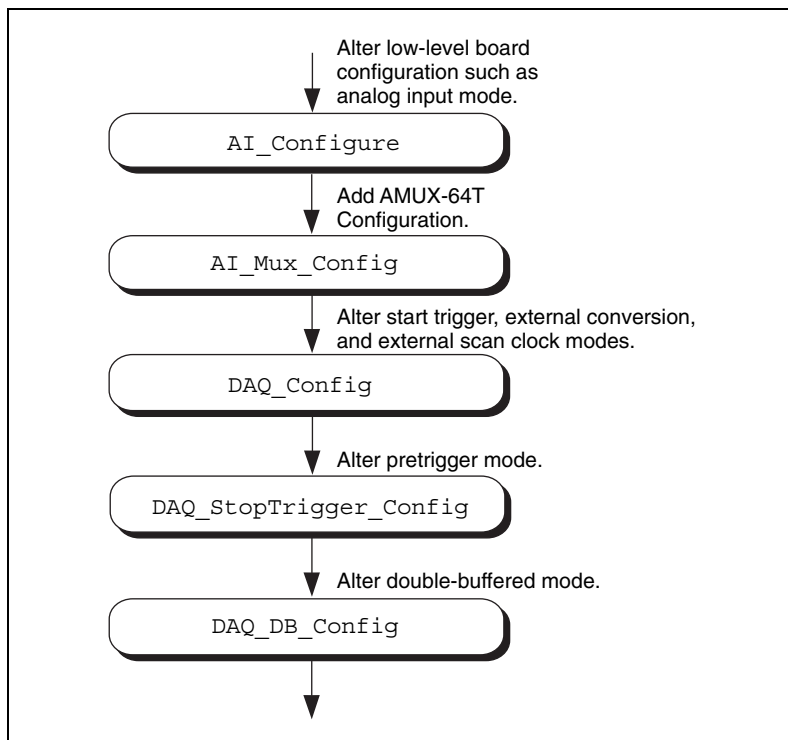 Alter low-level board
configuration such as
analog input mode.
AI_Configure
Add AMUX-64T
Configuration.
AI_Mux_Config
Alter start trigger, external conversion,
and external scan clock modes.
DAQ_Config
Alter pretrigger mode.
DAQ_StopTrigger_Config
Alter double-buffered mode.
DAQ_DB_Config